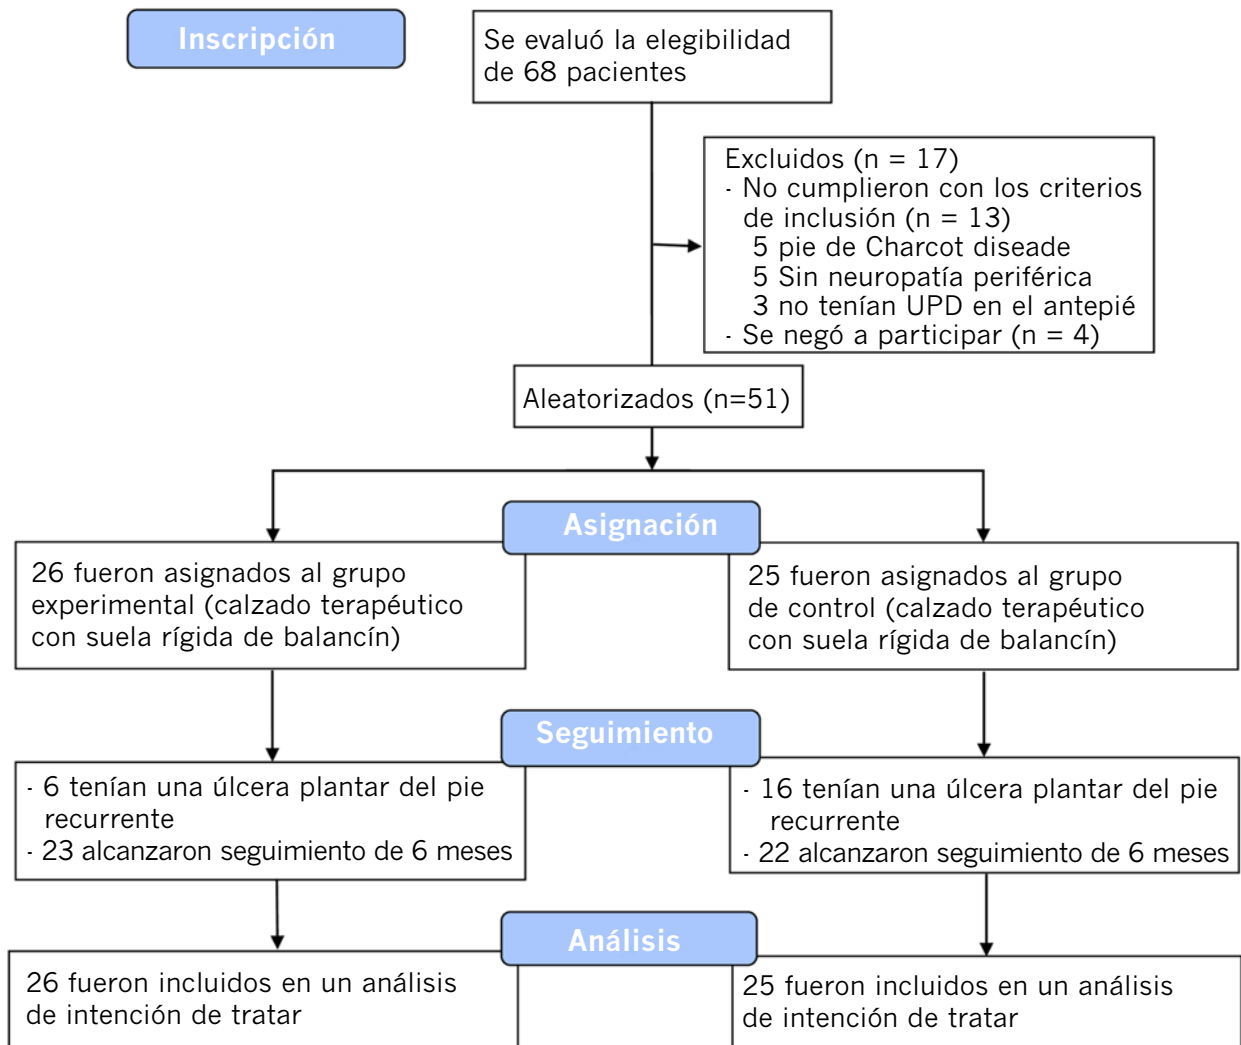 Inscripción
Se evaluó la elegibilidad
de 68 pacientes
Excluidos (n = 17)
- No cumplieron con los criterios
de inclusión (n = 13)
5 pie de Charcot diseade
5 Sin neuropatía periférica
3 no tenían UPD en el antepié
- Se negó a participar (n = 4)
Aleatorizados (n=51)
Asignación
26 fueron asignados al grupo
experimental (calzado terapéutico
con suela rígida de balancín)
25 fueron asignados al grupo
de control (calzado terapéutico
con suela rígida de balancín)
Seguimiento
- 6 tenían una úlcera plantar del pie
recurrente
- 23 alcanzaron seguimiento de 6 meses
- 16 tenían una úlcera plantar del pie
recurrente
- 22 alcanzaron seguimiento de 6 meses
Análisis
26 fueron incluidos en un análisis
de intención de tratar
25 fueron incluidos en un análisis
de intención de tratar